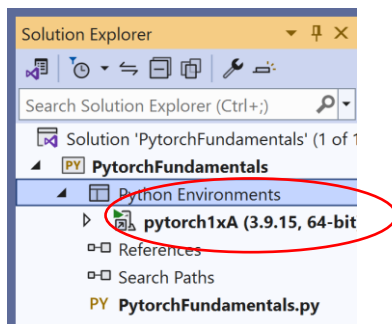 Solution Explorer
Search Solution Explorer (Ctrl+;)
Solution 'PytorchFundamentals' (1 of 1
PY PytorchFundamentals
Python Environments
pytorch1xA (3.9.15, 64-bit
References
Search Paths
PY PytorchFundamentals.py